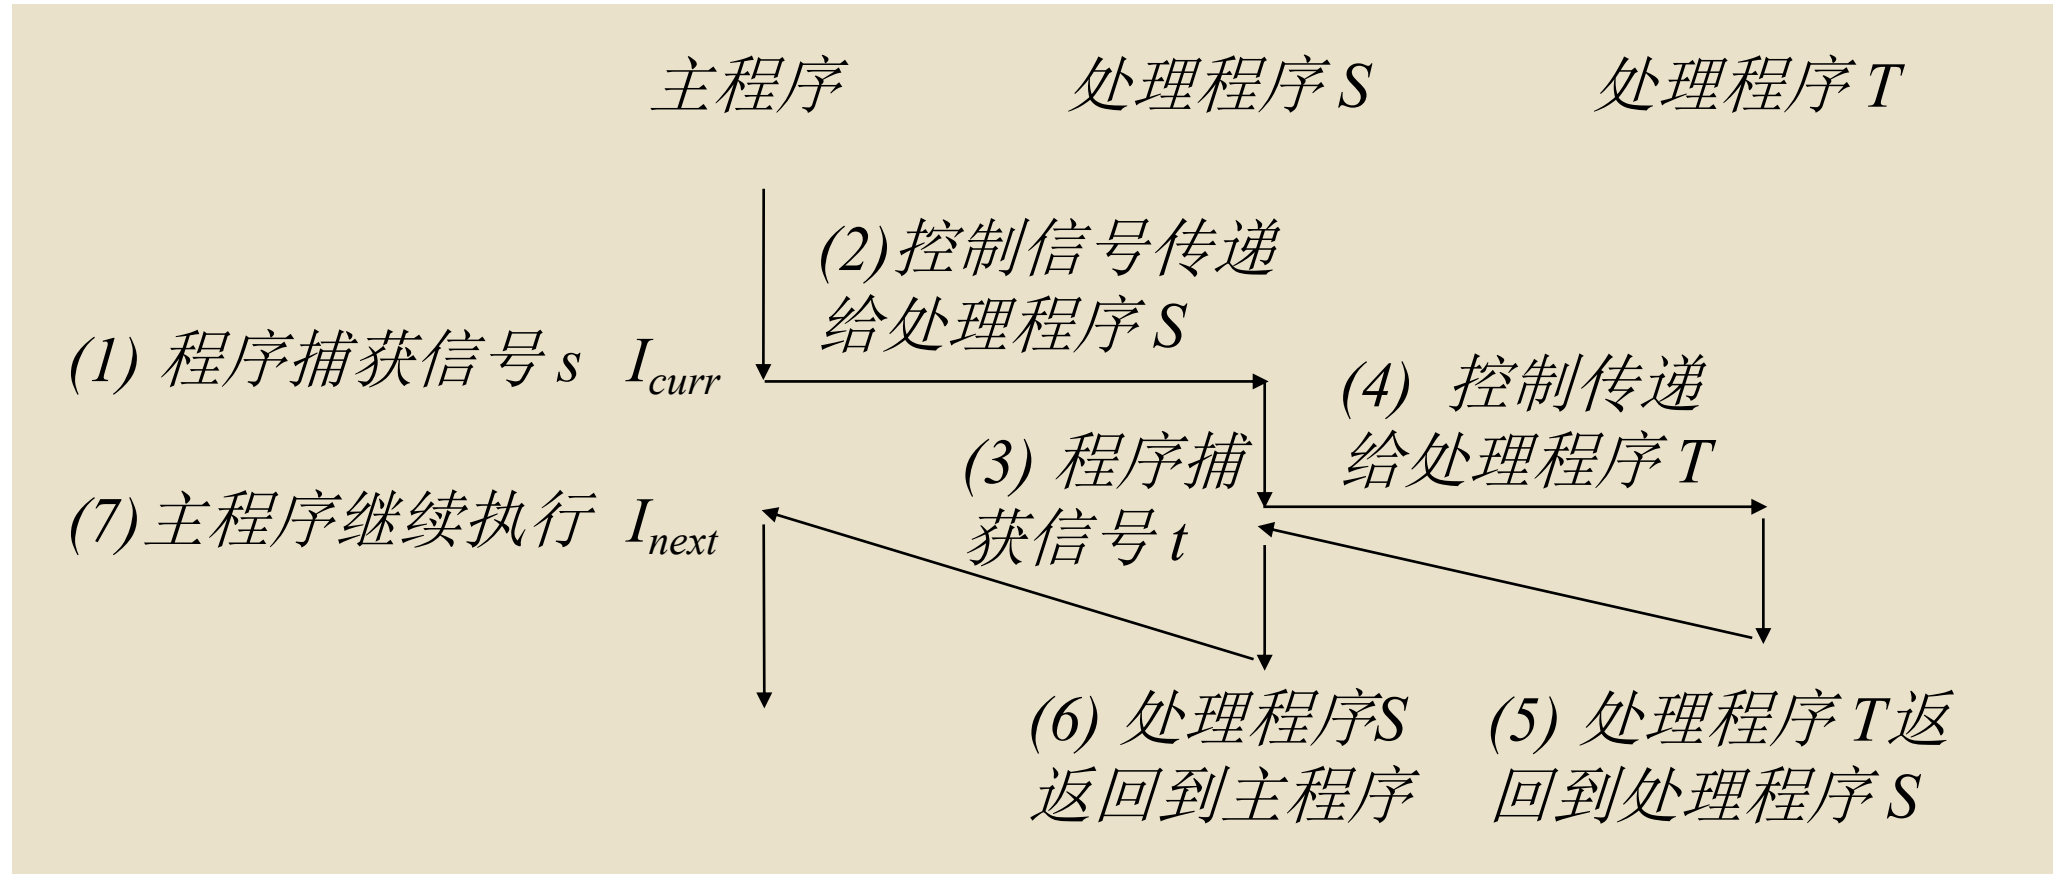 主程序 处理程序 S 处理程序 T
(2)控制信号传递
给处理程序 S
(1) 程序捕获信号 s I_curr
(4) 控制传递
给处理程序 T
(3) 程序捕
获信号 t
(7)主程序继续执行 I_next
(6) 处理程序S
返回到主程序
(5) 处理程序 T返
回到处理程序 S